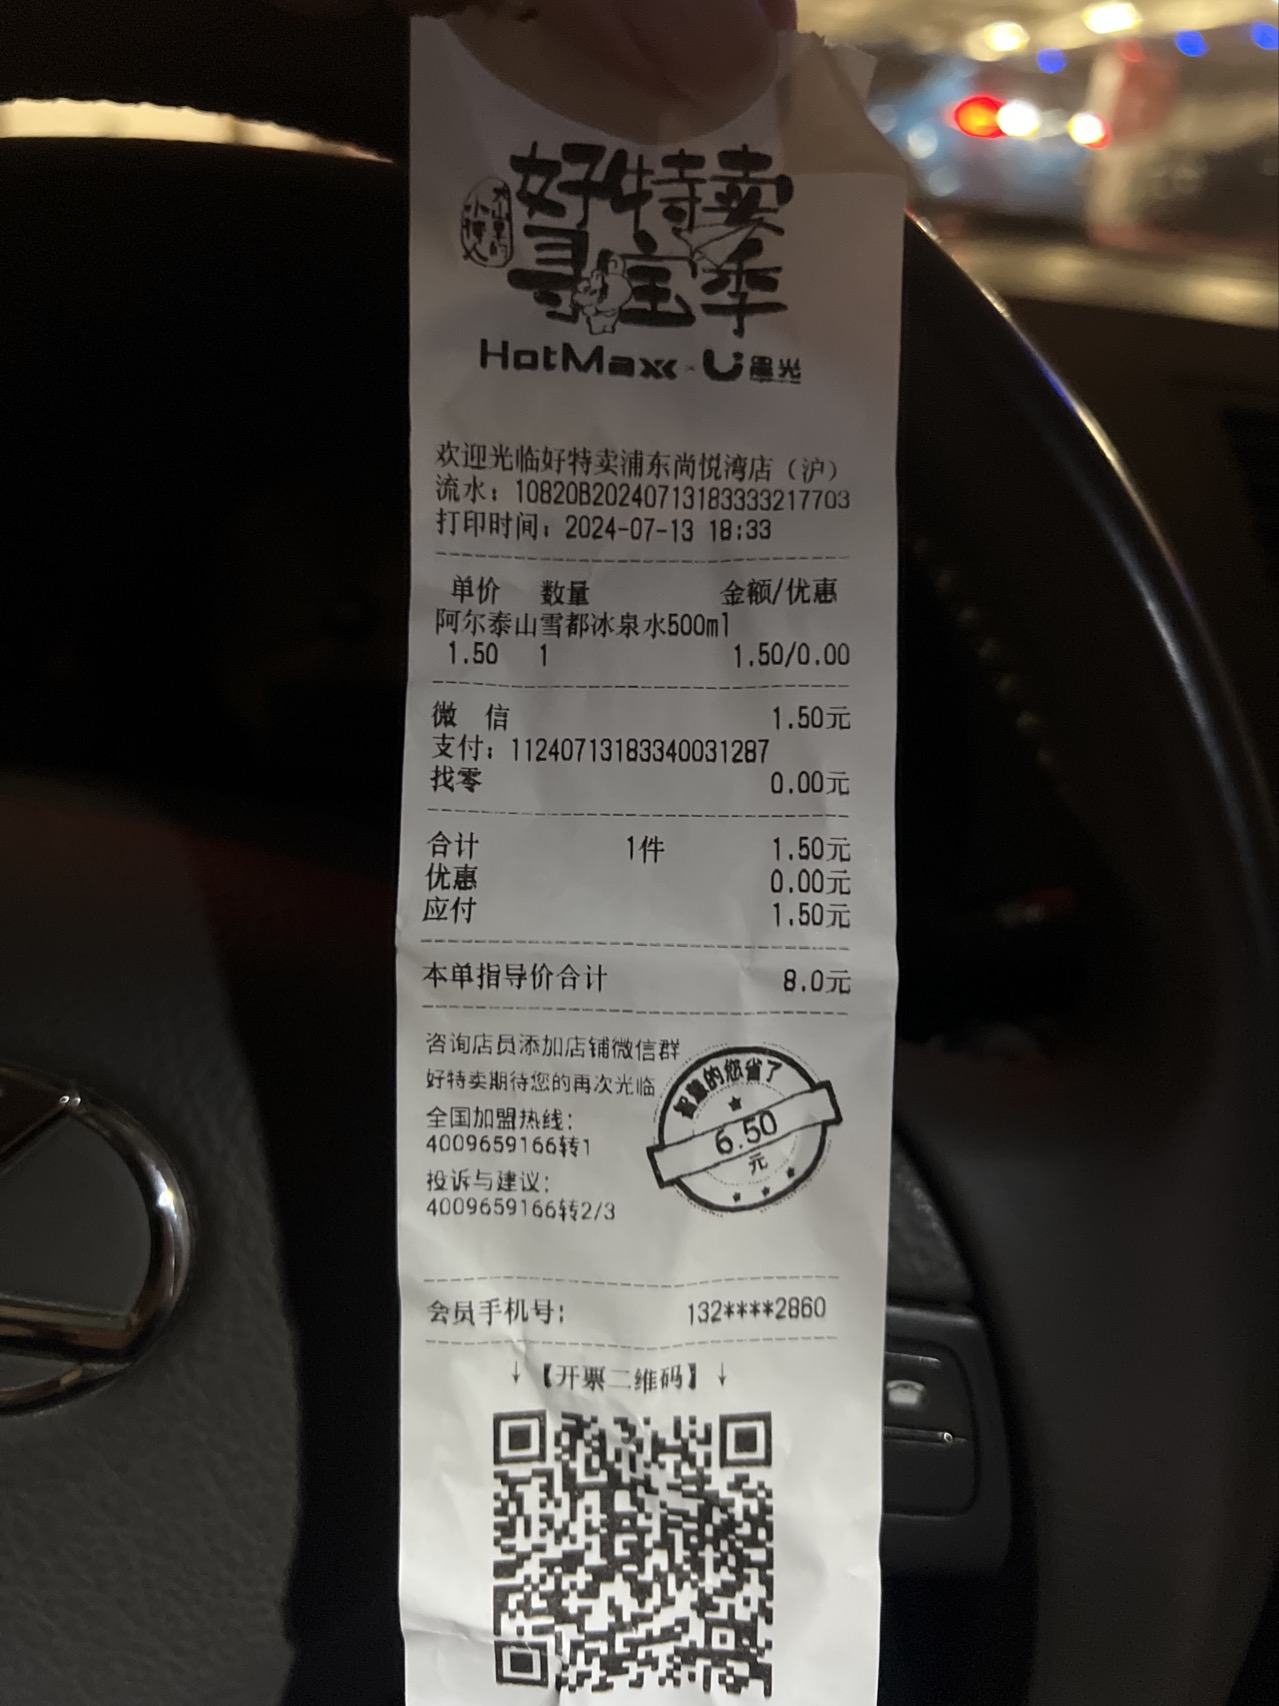 好特卖
寻宝季
HotMaxx × U星光
欢迎光临好特卖浦东尚悦湾店（沪）
流水：10820B20240713183333217703
打印时间：2024-07-13 18:33
单价 数量 金额/优惠
阿尔泰山雪都冰泉水500ml
1.50 1 1.50/0.00
微 信 1.50元
支付：11240713183340031287
找零 0.00元
合计 1件 1.50元
优惠 0.00元
应付 1.50元
本单指导价合计 8.0元
咨询店员添加店铺微信群
好特卖期待您的再次光临
全国加盟热线：
4009659166转1
投诉与建议：
4009659166转2/3
智慧的您省了
6.50
元
会员手机号： 132****2860
↓【开票二维码】↓